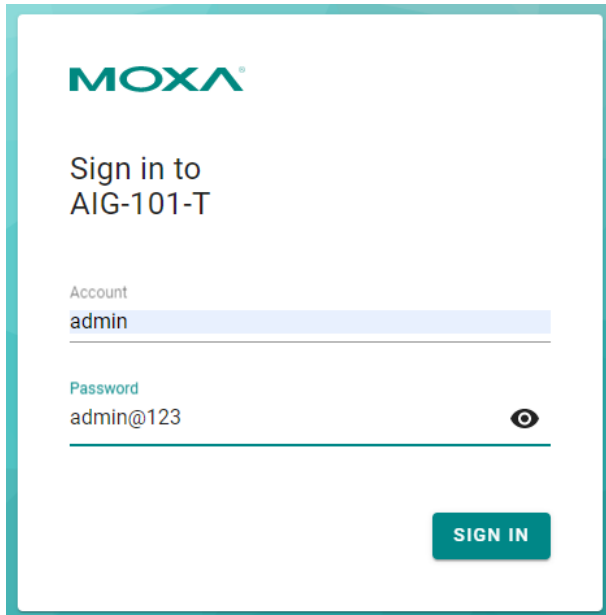 MOXA®
Sign in to
AIG-101-T
Account
admin
Password
admin@123
SIGN IN